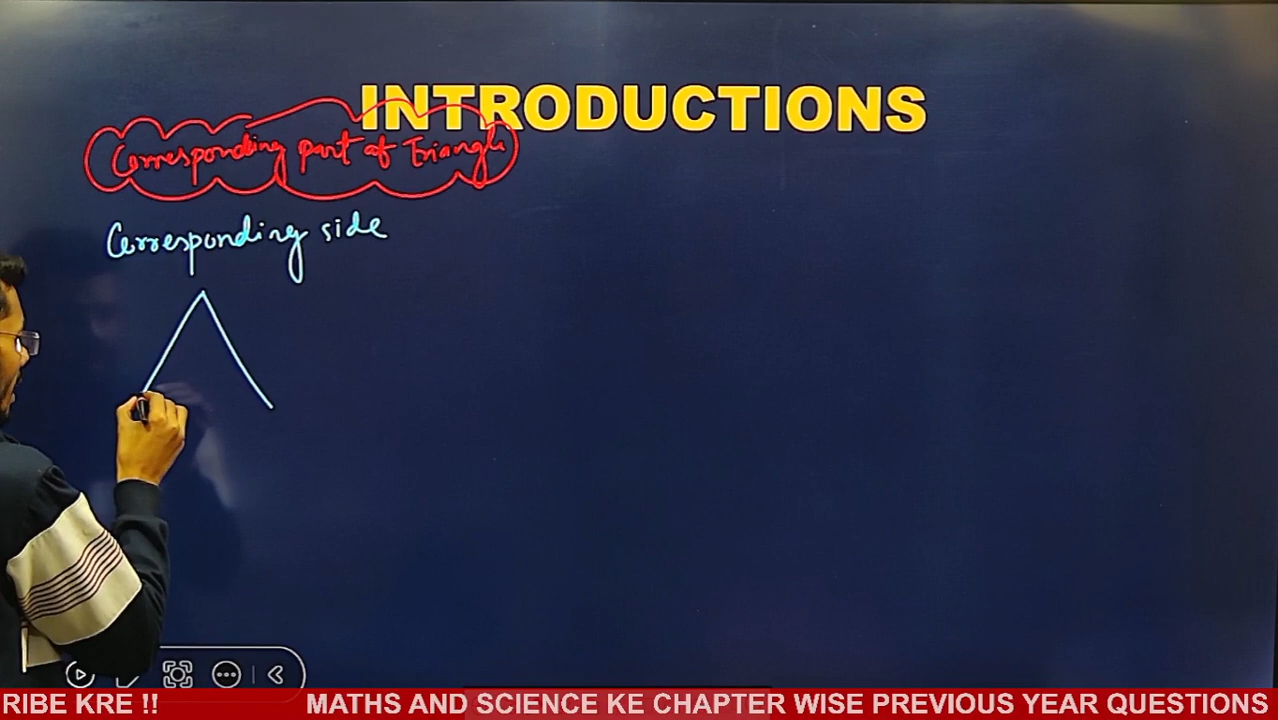 INTRODUCTIONS
Corresponding part of Triangle
Corresponding side
RIBE KRE !! MATHS AND SCIENCE KE CHAPTER WISE PREVIOUS YEAR QUESTIONS